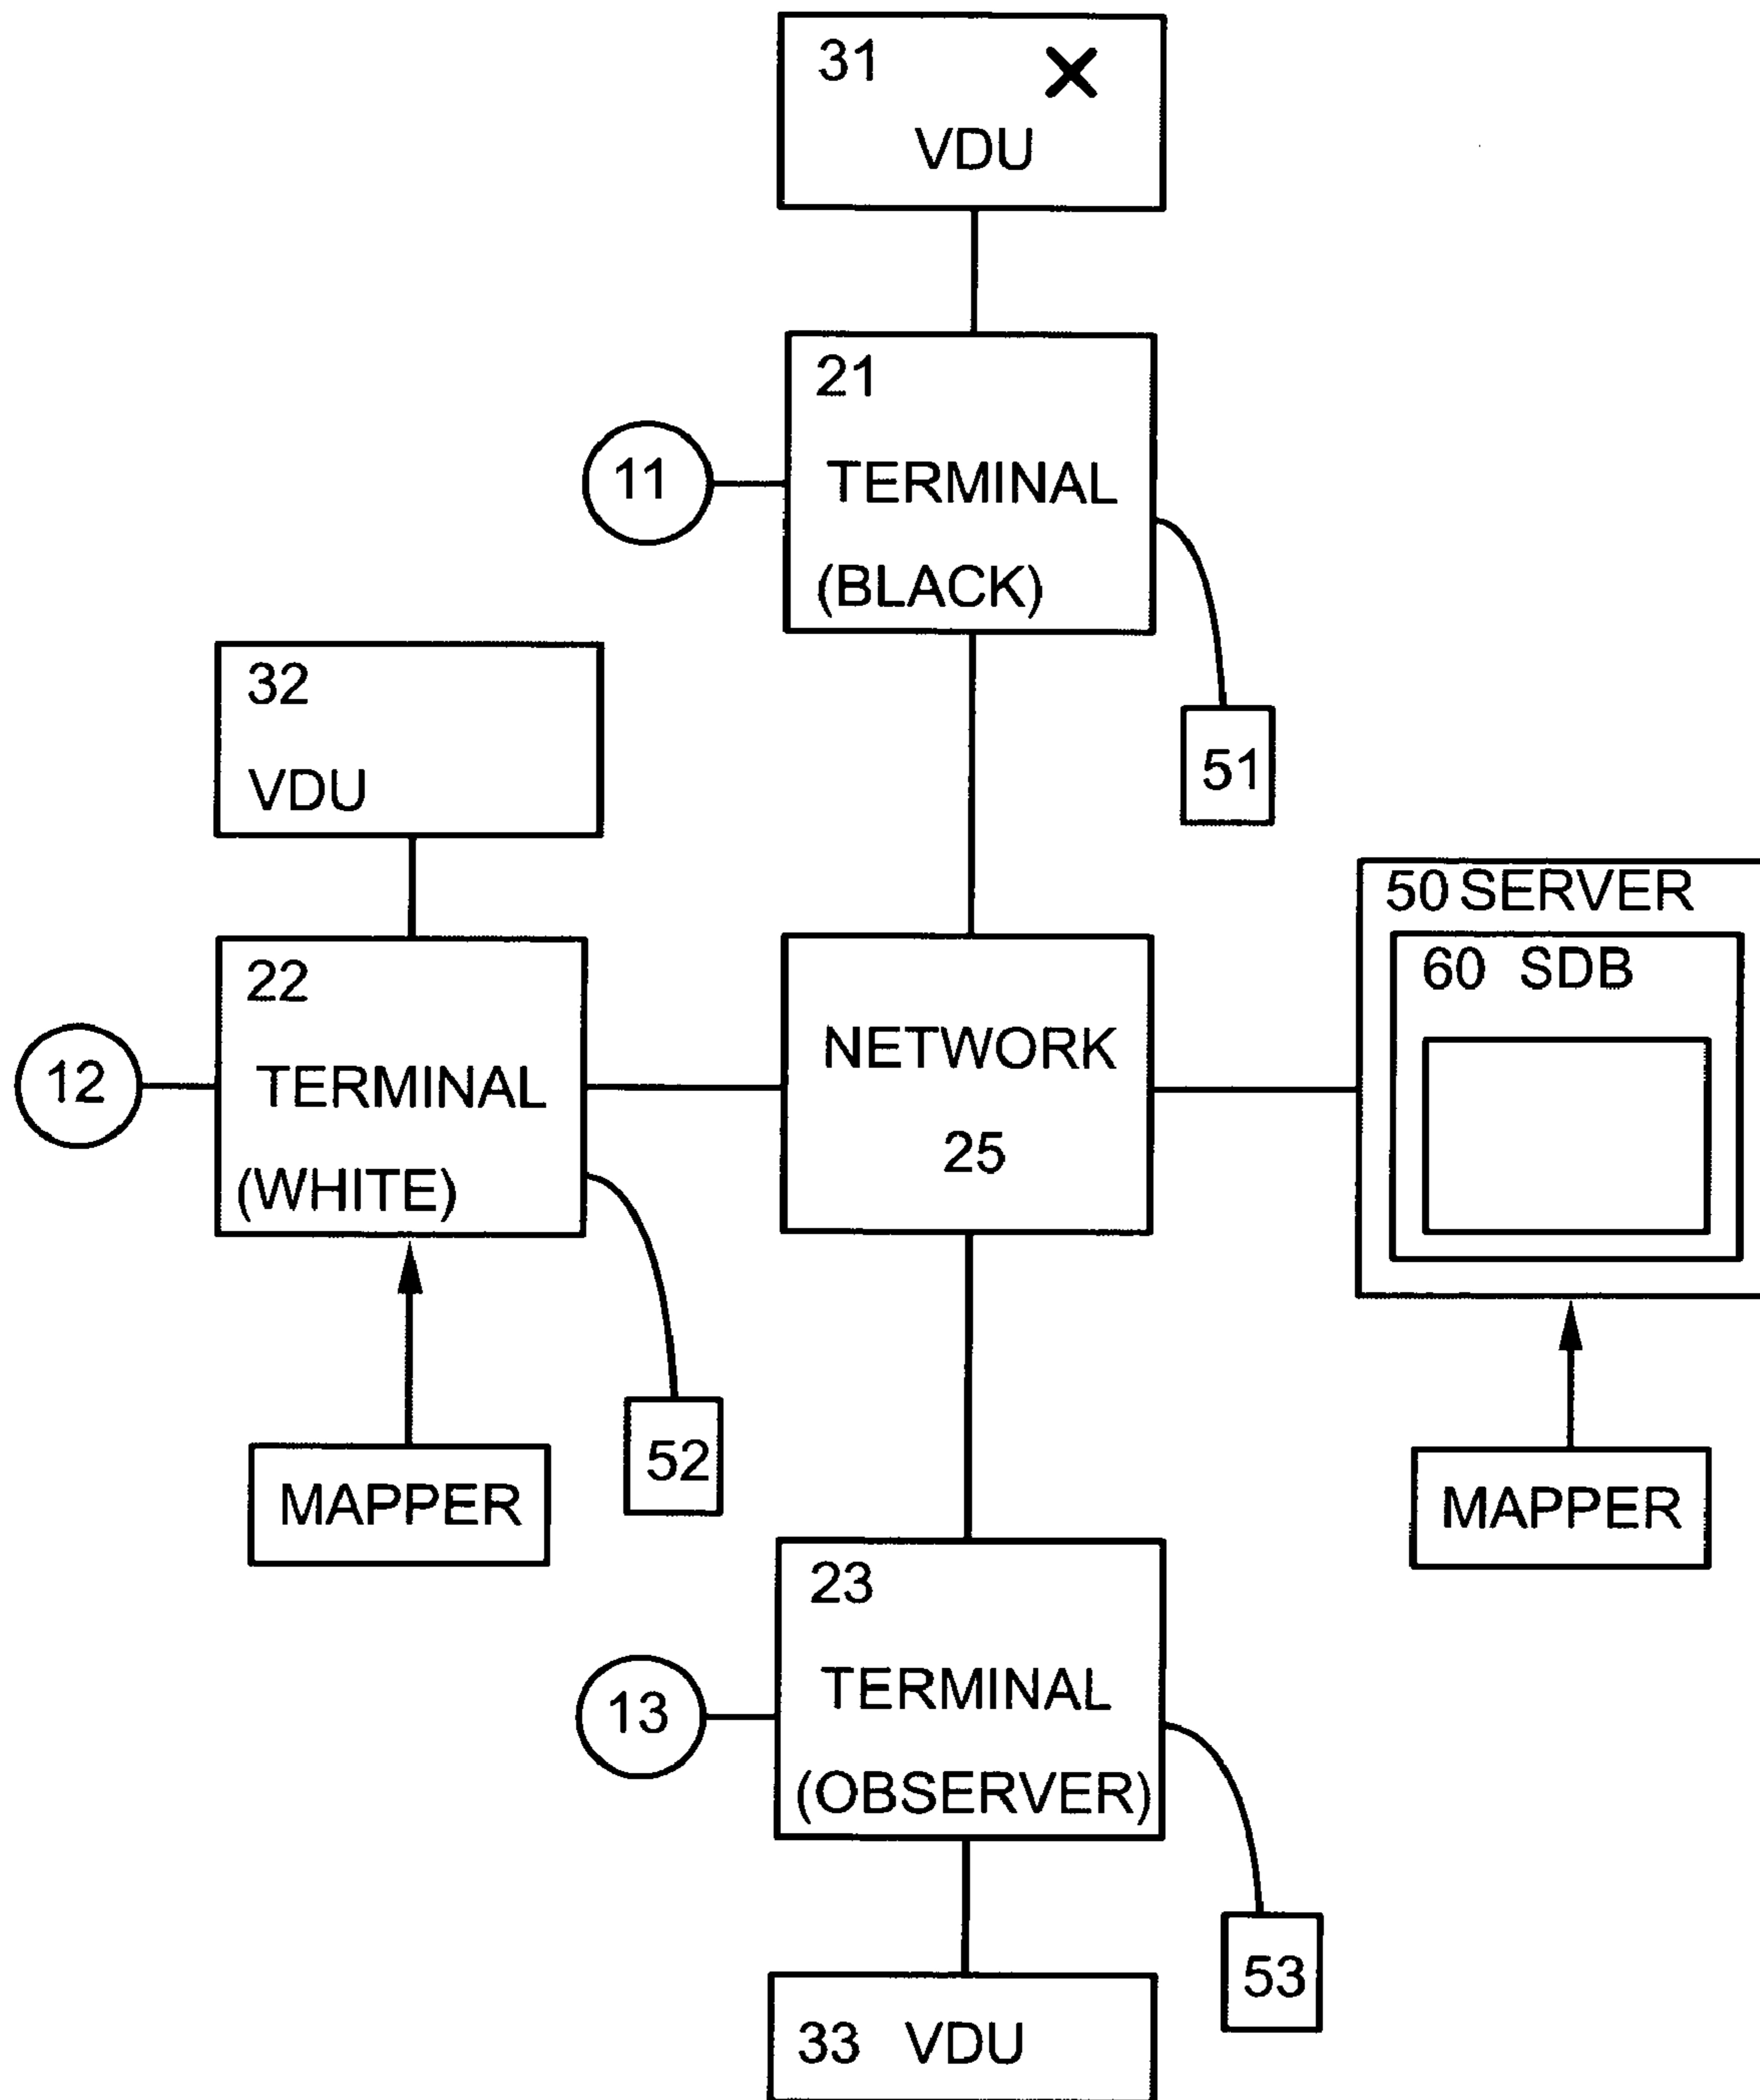 31
VDU
21
TERMINAL
(BLACK)
11
51
32
VDU
22
TERMINAL
(WHITE)
12
52
MAPPER
NETWORK
25
50 SERVER
60 SDB
MAPPER
23
TERMINAL
(OBSERVER)
13
53
33 VDU